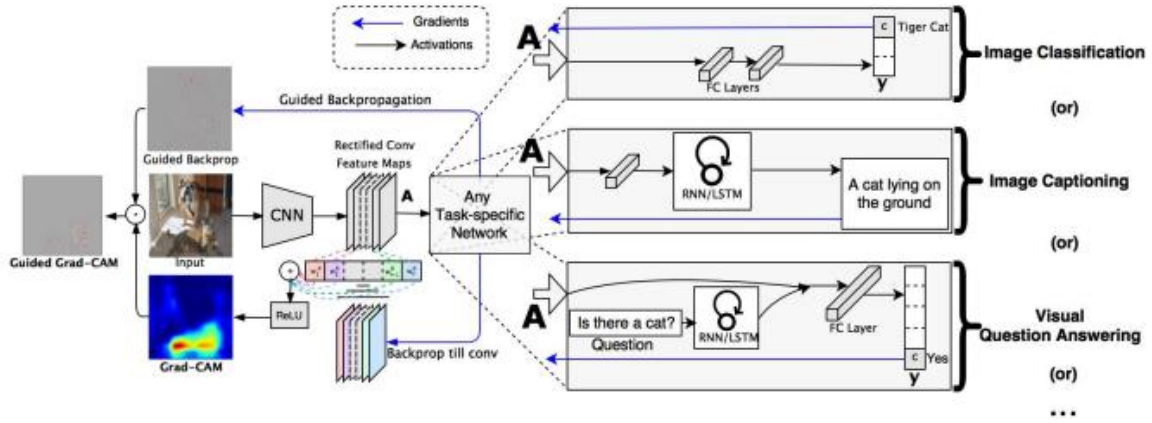 Gradients
Activations
A
Tiger Cat
c
FC Layers
y
Image Classification
(or)
Guided Backpropagation
Guided Backprop
Rectified Conv
Feature Maps
A
RNN/LSTM
A cat lying on
the ground
Image Captioning
(or)
CNN
A
Any
Task-specific
Network
Guided Grad-CAM
Input
ReLU
Grad-CAM
Backprop till conv
A
Is there a cat?
Question
RNN/LSTM
FC Layer
c
Yes
y
Visual
Question Answering
(or)
...